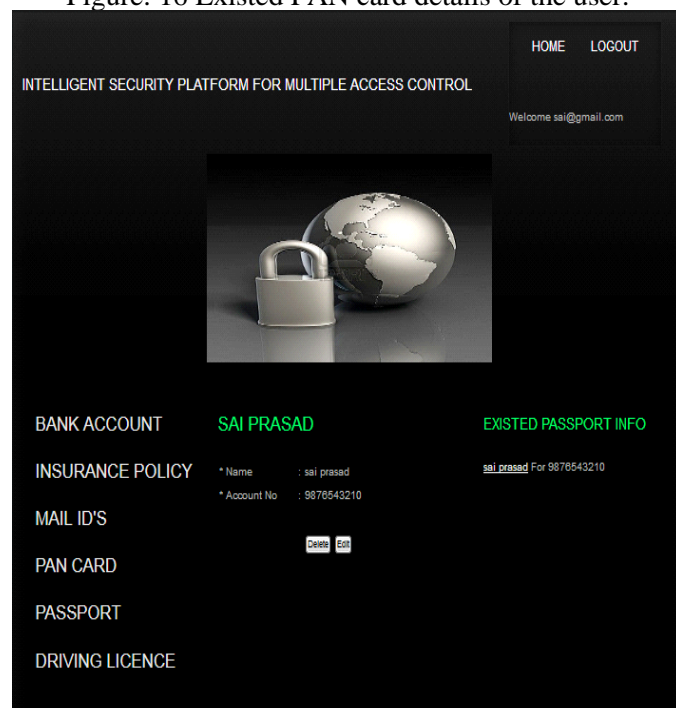 Figure. 18 Existed PAN card details of the user.
HOME LOGOUT
INTELLIGENT SECURITY PLATFORM FOR MULTIPLE ACCESS CONTROL
Welcome sai@gmail.com
BANK ACCOUNT
INSURANCE POLICY
MAIL ID'S
PAN CARD
PASSPORT
DRIVING LICENCE
SAI PRASAD
* Name : sai prasad
* Account No : 9876543210
Delete Edit
EXISTED PASSPORT INFO
sai prasad For 9876543210